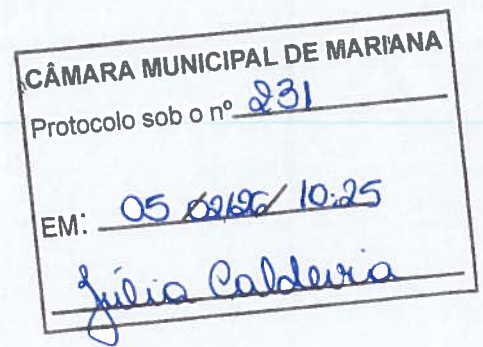 CÂMARA MUNICIPAL DE MARIANA
Protocolo sob o nº 231
EM: 05/02/26/ 10:25
Júlia Caldeira